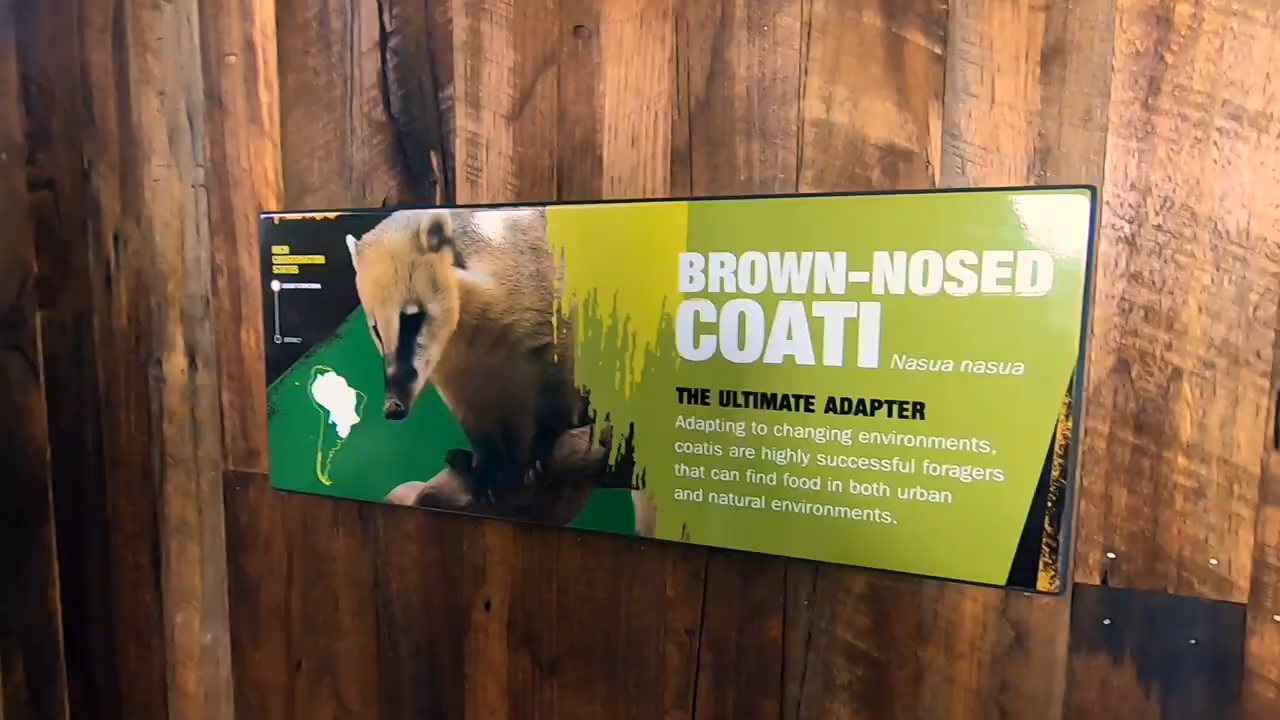 BROWN-NOSED
COATI
Nasua nasua
THE ULTIMATE ADAPTER
Adapting to changing environments,
coatis are highly successful foragers
that can find food in both urban
and natural environments.